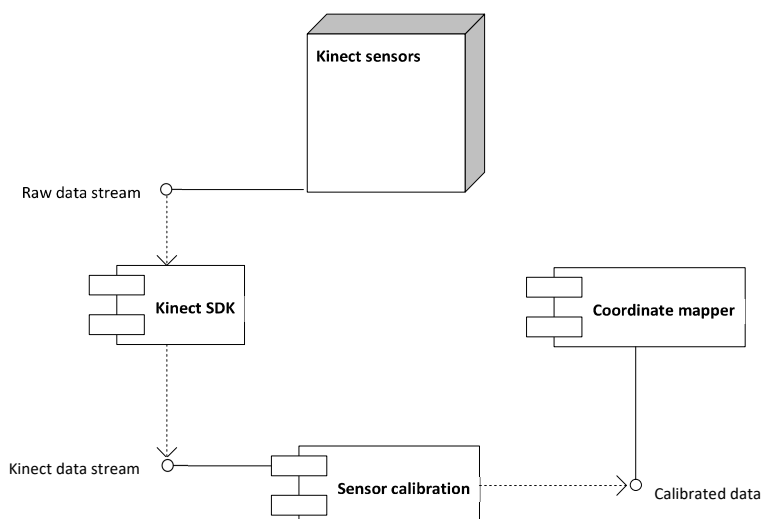 Kinect sensors
Raw data stream
Kinect SDK
Coordinate mapper
Kinect data stream
Sensor calibration
Calibrated data